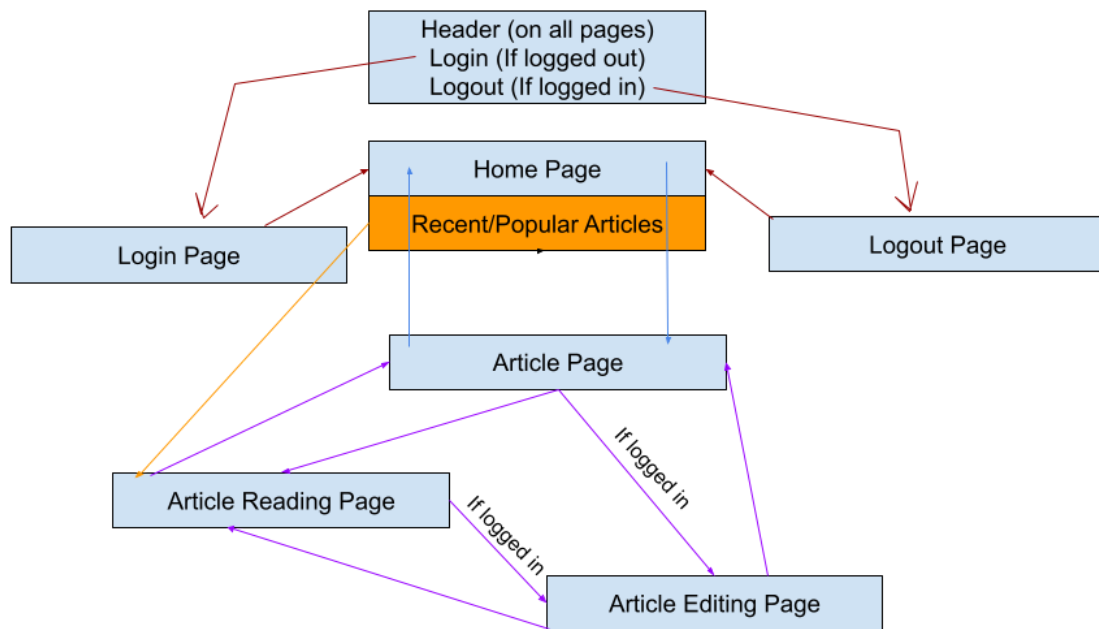 Header (on all pages)
Login (If logged out)
Logout (If logged in)
Home Page
Recent/Popular Articles
Login Page
Logout Page
Article Page
If logged in
Article Reading Page
If logged in
Article Editing Page